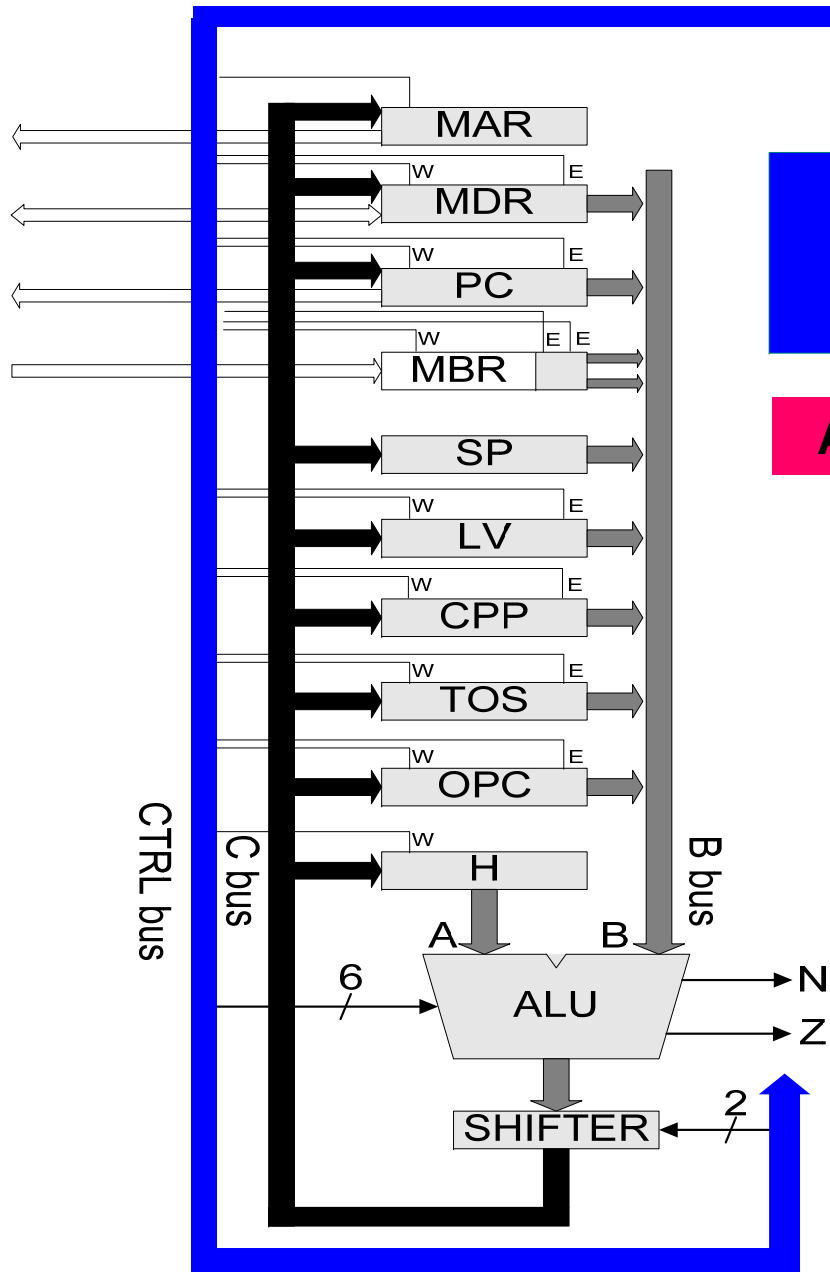 MAR
W E
MDR
W E
PC
W E E
MBR
SP
W E
LV
W E
CPP
W E
TOS
W E
OPC
W
H
CTRL bus
C bus
B bus
A B
6
ALU
N
Z
2
SHIFTER
A